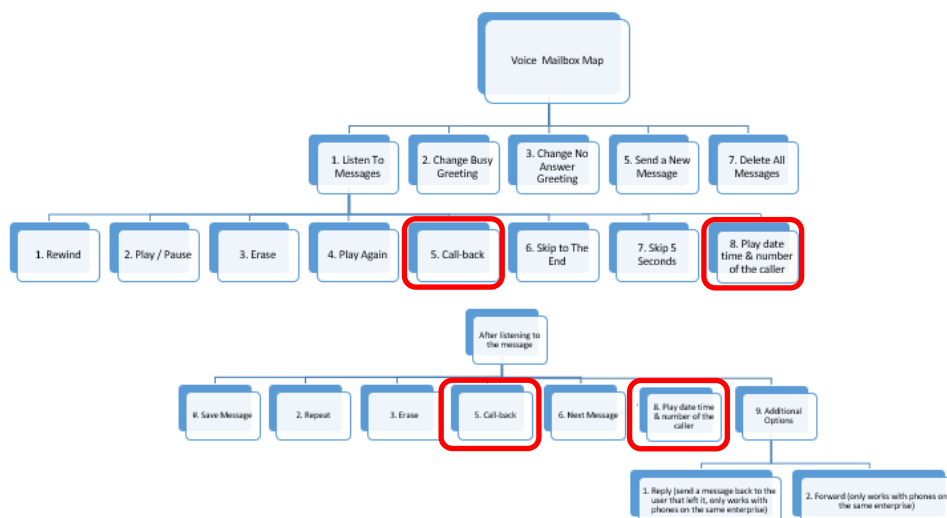 Voice Mailbox Map
1. Listen To
Messages
2. Change Busy
Greeting
3. Change No
Answer
Greeting
5. Send a New
Message
7. Delete All
Messages
1. Rewind
2. Play / Pause
3. Erase
4. Play Again
5. Call-back
6. Skip to The
End
7. Skip 5
Seconds
8. Play date
time & number
of the caller
After listening to
the message
#. Save Message
2. Repeat
3. Erase
5. Call-back
6. Next Message
8. Play date time
& number of the
caller
9. Additional
Options
1. Reply (send a message back to the
user that left it, only works with
phones on the same enterprise)
2. Forward (only works with phones on
the same enterprise)